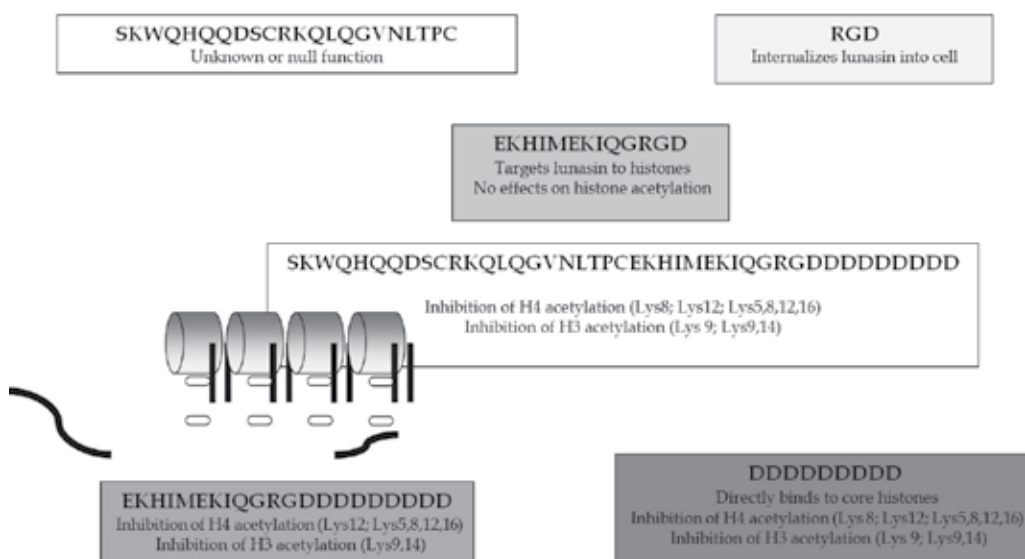 SKWQHQQDSCRKQLQGVNLTPC
Unknown or null function
RGD
Internalizes lunasin into cell
EKHIMEKIQGRGD
Targets lunasin to histones
No effects on histone acetylation
SKWQHQQDSCRKQLQGVNLTPCEKHIMEKIQGRGDDDDDDDDD
Inhibition of H4 acetylation (Lys8; Lys12; Lys5,8,12,16)
Inhibition of H3 acetylation (Lys 9; Lys9,14)
EKHIMEKIQGRGDDDDDDDDD
Inhibition of H4 acetylation (Lys12; Lys5,8,12,16)
Inhibition of H3 acetylation (Lys9,14)
DDDDDDDDD
Directly binds to core histones
Inhibition of H4 acetylation (Lys 8; Lys12; Lys5,8,12,16)
Inhibition of H3 acetylation (Lys 9; Lys9,14)